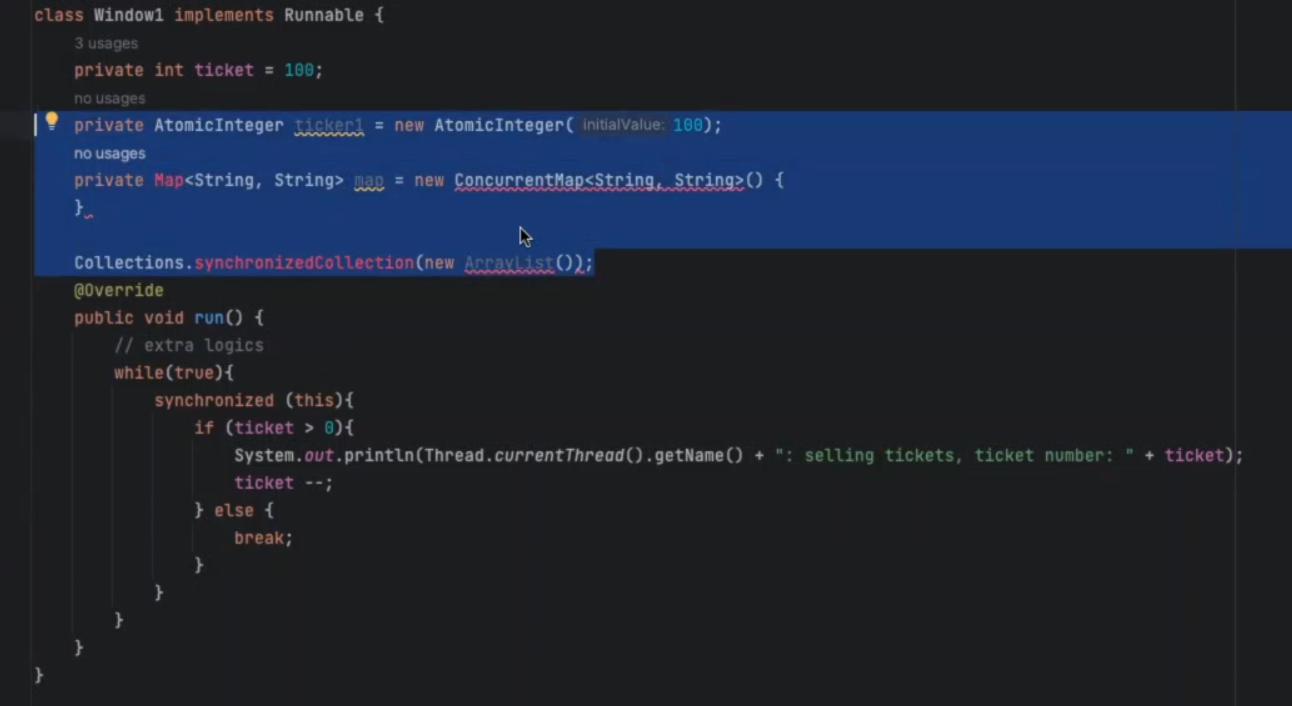 class Window1 implements Runnable {
3 usages
private int ticket = 100;
no usages
private AtomicInteger ticker1 = new AtomicInteger( initialValue: 100);
no usages
private Map<String, String> map = new ConcurrentMap<String, String>() {
}
Collections.synchronizedCollection(new ArrayList());
@Override
public void run() {
// extra logics
while(true){
synchronized (this){
if (ticket > 0){
System.out.println(Thread.currentThread().getName() + ": selling tickets, ticket number: " + ticket);
ticket --;
} else {
break;
}
}
}
}
}